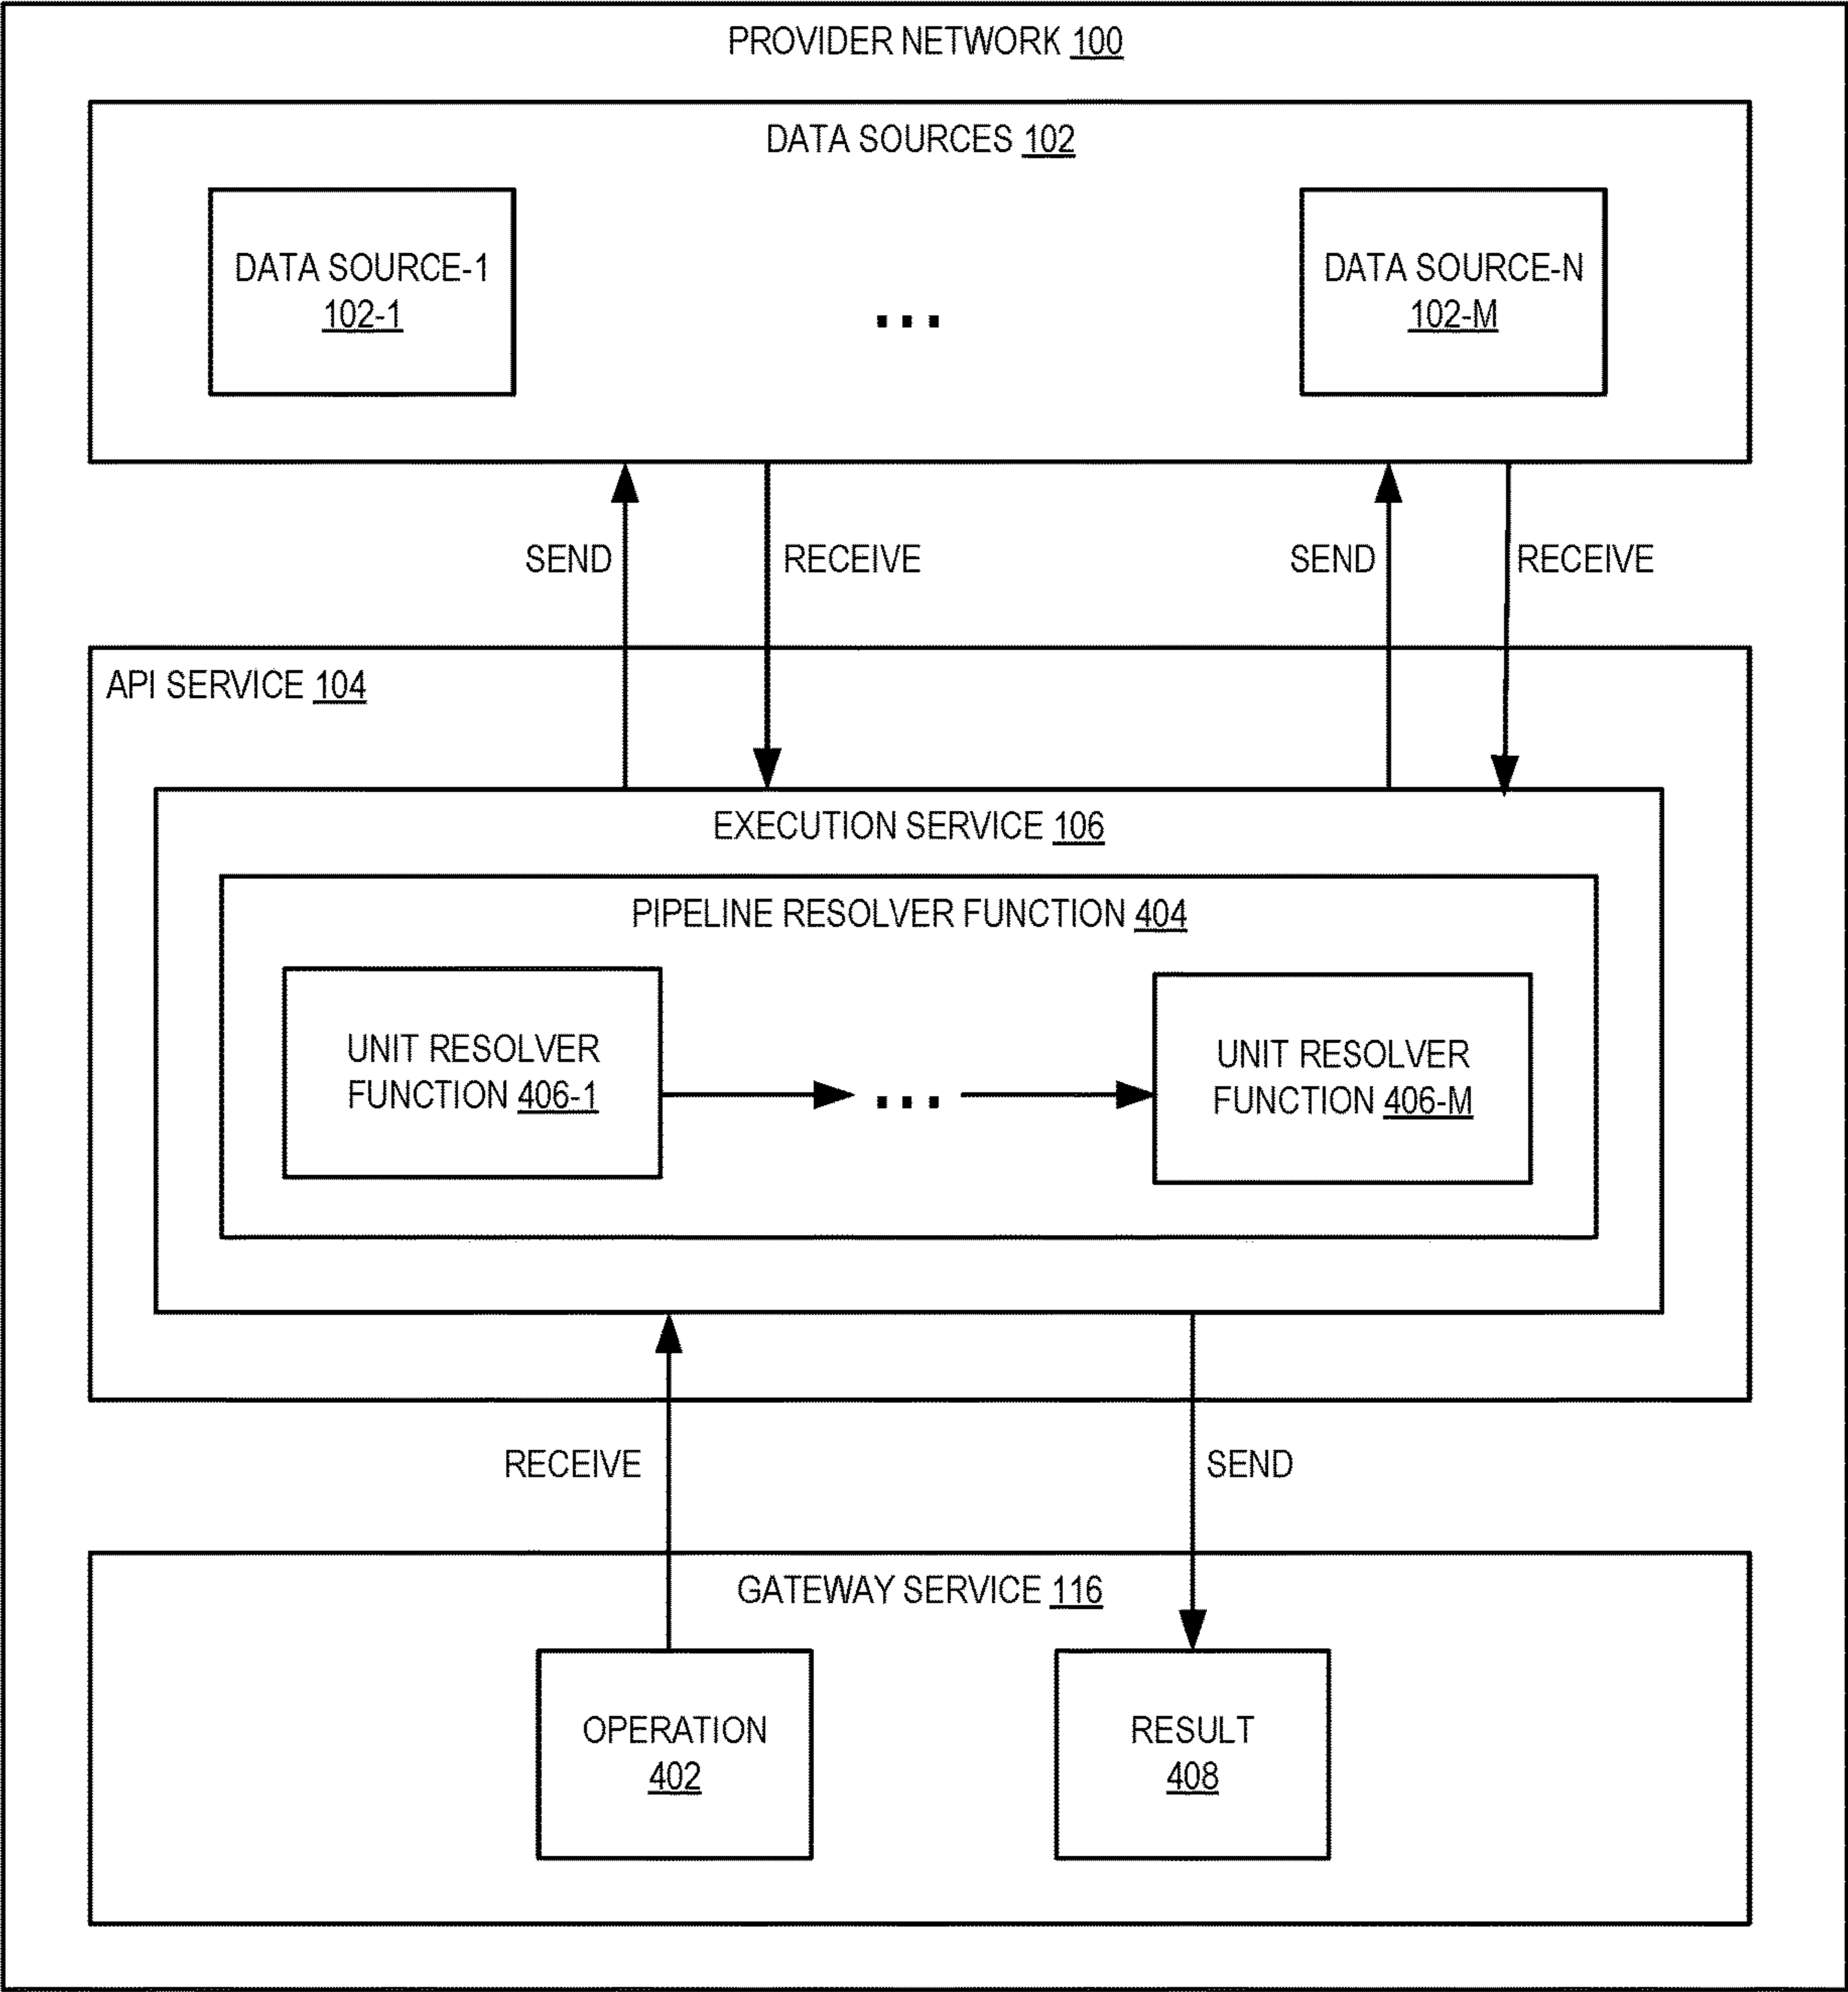 PROVIDER NETWORK 100
DATA SOURCES 102
DATA SOURCE-1
102-1
...
DATA SOURCE-N
102-M
SEND
RECEIVE
SEND
RECEIVE
API SERVICE 104
EXECUTION SERVICE 106
PIPELINE RESOLVER FUNCTION 404
UNIT RESOLVER
FUNCTION 406-1
...
UNIT RESOLVER
FUNCTION 406-M
RECEIVE
SEND
GATEWAY SERVICE 116
OPERATION
402
RESULT
408